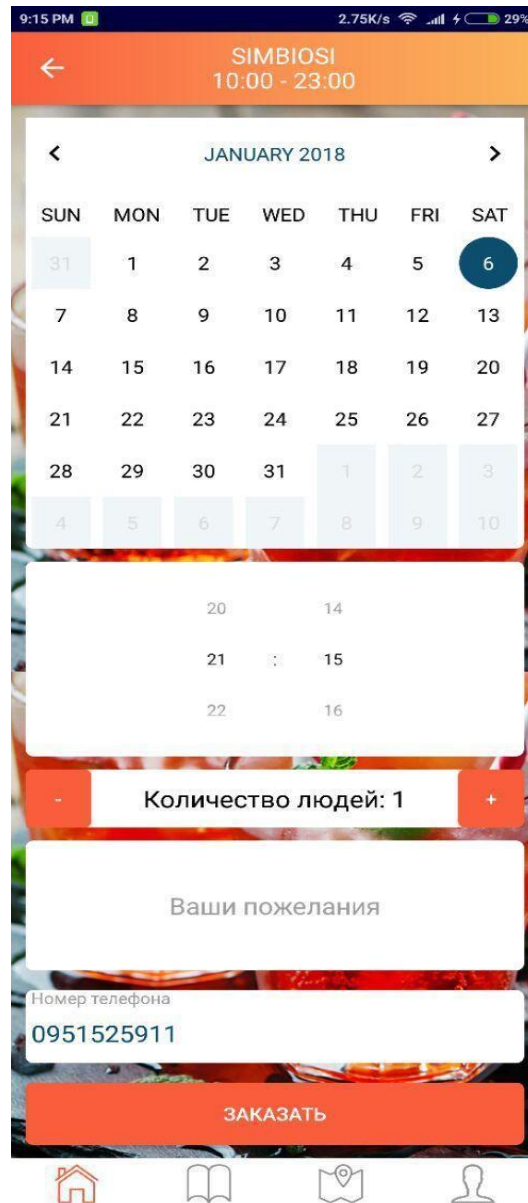 9:15 PM 2.75K/s 29%
SIMBIOSI
10:00 - 23:00
JANUARY 2018
SUN MON TUE WED THU FRI SAT
31 1 2 3 4 5 6
7 8 9 10 11 12 13
14 15 16 17 18 19 20
21 22 23 24 25 26 27
28 29 30 31 1 2 3
4 5 6 7 8 9 10
20 14
21 : 15
22 16
- Количество людей: 1 +
Ваши пожелания
Номер телефона
0951525911
ЗАКАЗАТЬ